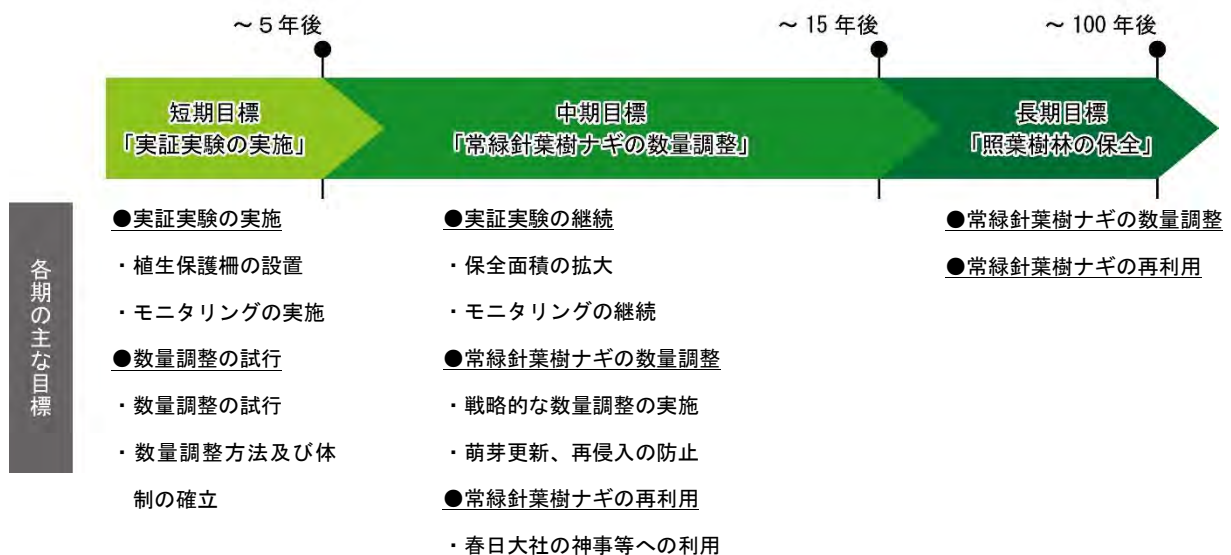 ～5年後
～15年後
～100年後
短期目標
「実証実験の実施」
中期目標
「常緑針葉樹ナギの数量調整」
長期目標
「照葉樹林の保全」
各期の主な目標
●実証実験の実施
・植生保護柵の設置
・モニタリングの実施
●数量調整の試行
・数量調整の試行
・数量調整方法及び体
制の確立
●実証実験の継続
・保全面積の拡大
・モニタリングの継続
●常緑針葉樹ナギの数量調整
・戦略的な数量調整の実施
・萌芽更新、再侵入の防止
●常緑針葉樹ナギの再利用
・春日大社の神事等への利用
●常緑針葉樹ナギの数量調整
●常緑針葉樹ナギの再利用